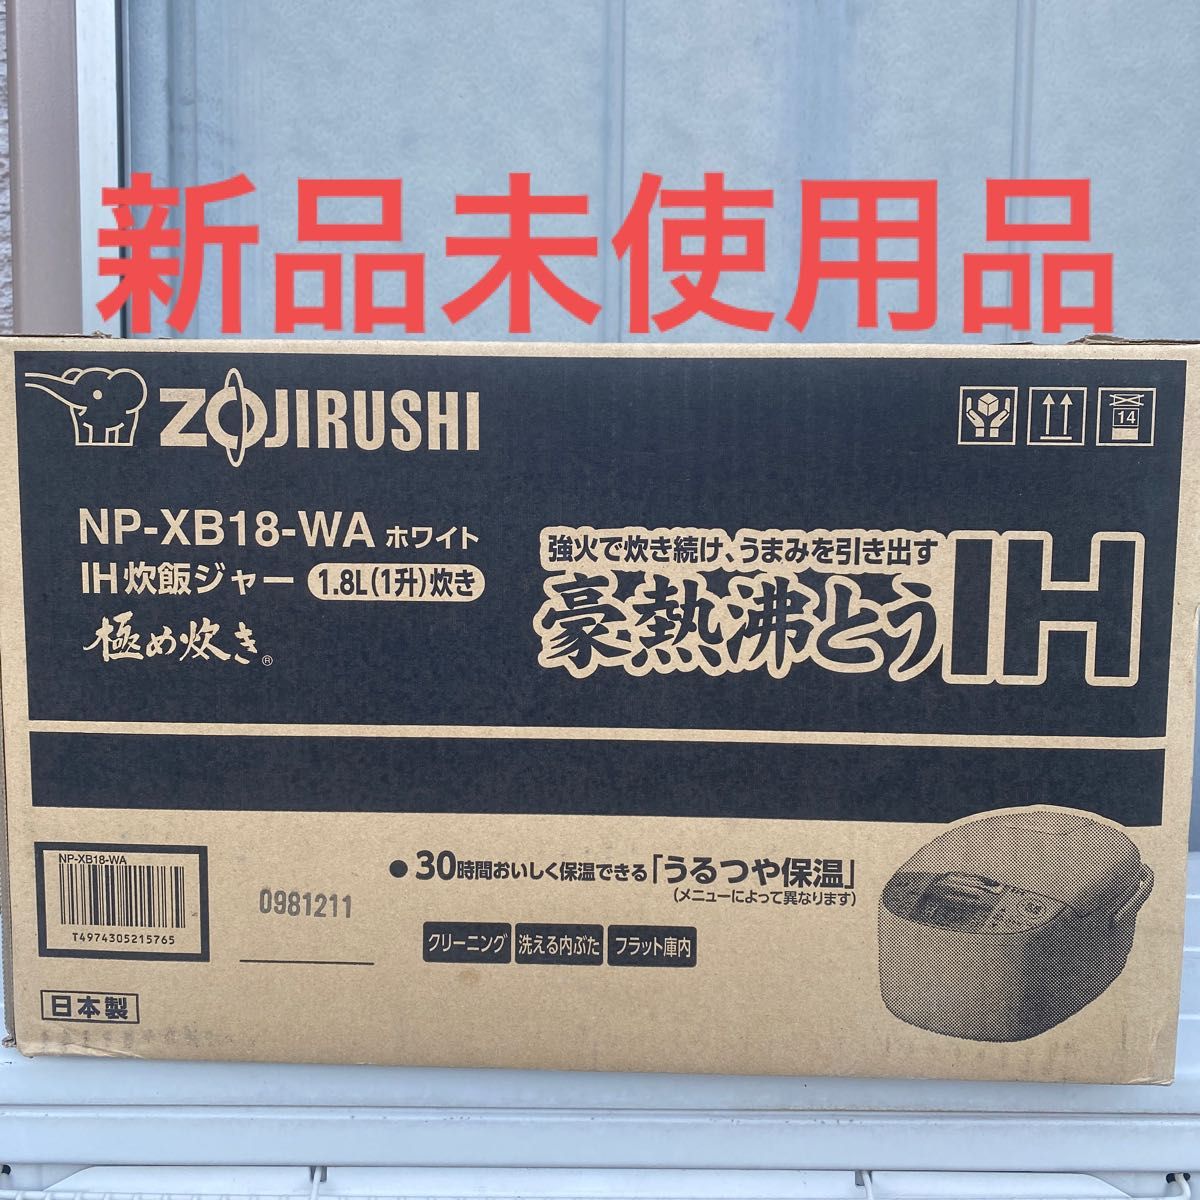 新品未使用品
ZOJIRUSHI
14
NP-XB18-WA ホワイト
IH炊飯ジャー 1.8L(1升)炊き
極め炊き®
強火で炊き続け、うまみを引き出す
豪熱沸とうIH
NP-XB18-WA
T4974305215765
0981211
●30時間おいしく保温できる「うるつや保温」
(メニューによって異なります)
クリーニング 洗える内ぶた フラット庫内
日本製